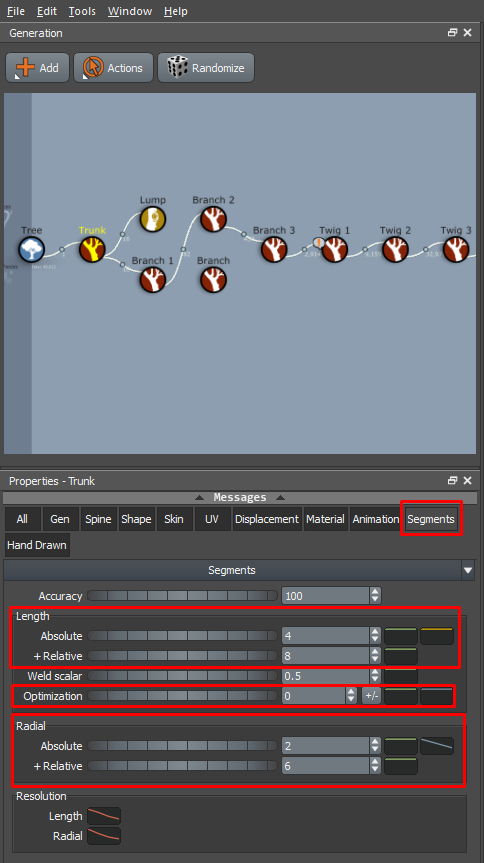 File Edit Tools Window Help
Generation
Add Actions Randomize
Lump Branch 2
Tree Trunk Branch 3 Twig 1 Twig 2 Twig 3
Branch 1 Branch
Properties - Trunk
Messages
All Gen Spine Shape Skin UV Displacement Material Animation Segments
Hand Drawn
Segments
Accuracy 100
Length
Absolute 4
+ Relative 8
Weld scalar 0.5
Optimization 0 +/-
Radial
Absolute 2
+ Relative 6
Resolution
Length
Radial